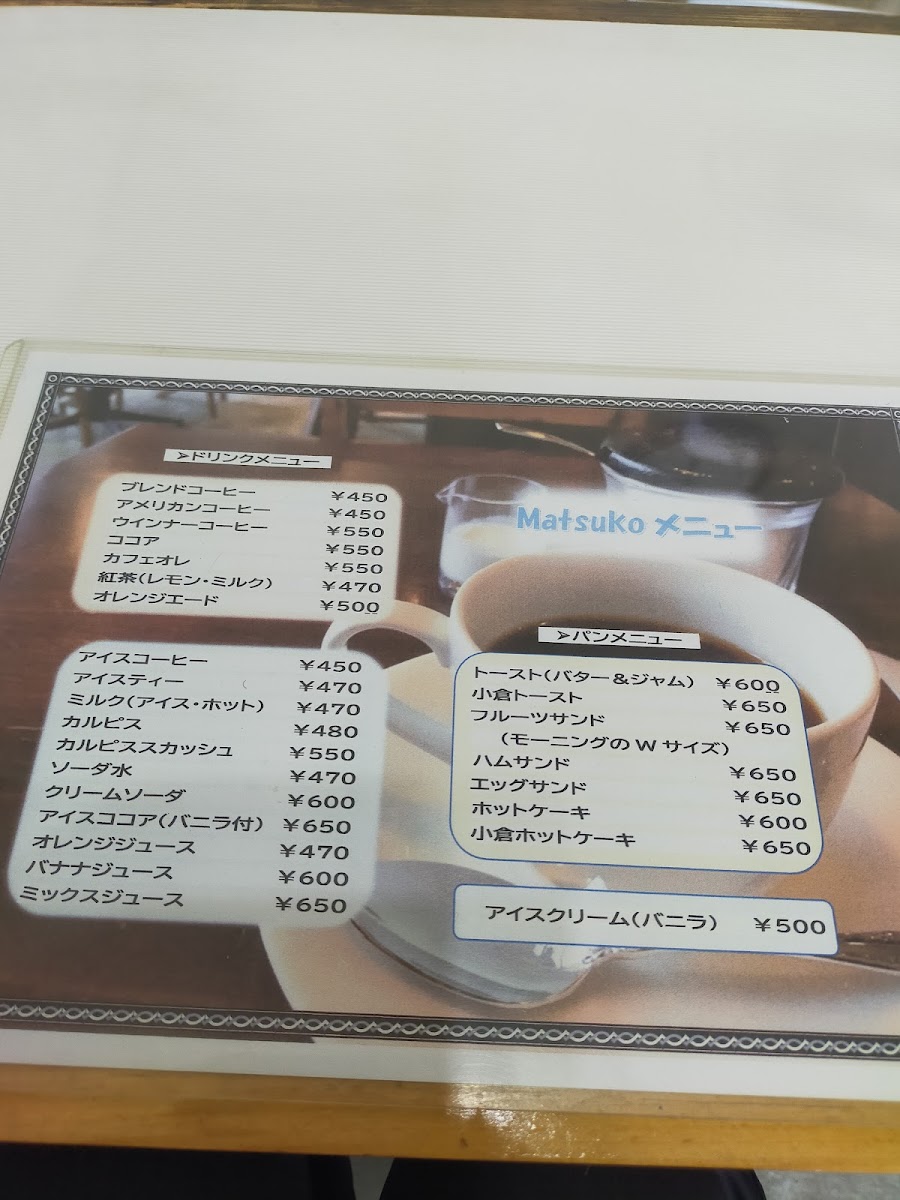 ➢ドリンクメニュー
ブレンドコーヒー ¥450
アメリカンコーヒー ¥450
ウインナーコーヒー ¥550
ココア ¥550
カフェオレ ¥550
紅茶(レモン・ミルク) ¥470
オレンジエード ¥500
アイスコーヒー ¥450
アイスティー ¥470
ミルク(アイス・ホット) ¥470
カルピス ¥480
カルピススカッシュ ¥550
ソーダ水 ¥470
クリームソーダ ¥600
アイスココア(バニラ付) ¥650
オレンジジュース ¥470
バナナジュース ¥600
ミックスジュース ¥650
Matsuko メニュー
➢パンメニュー
トースト(バター&ジャム) ¥600
小倉トースト ¥650
フルーツサンド ¥650
(モーニングのWサイズ)
ハムサンド ¥650
エッグサンド ¥650
ホットケーキ ¥600
小倉ホットケーキ ¥650
アイスクリーム(バニラ) ¥500